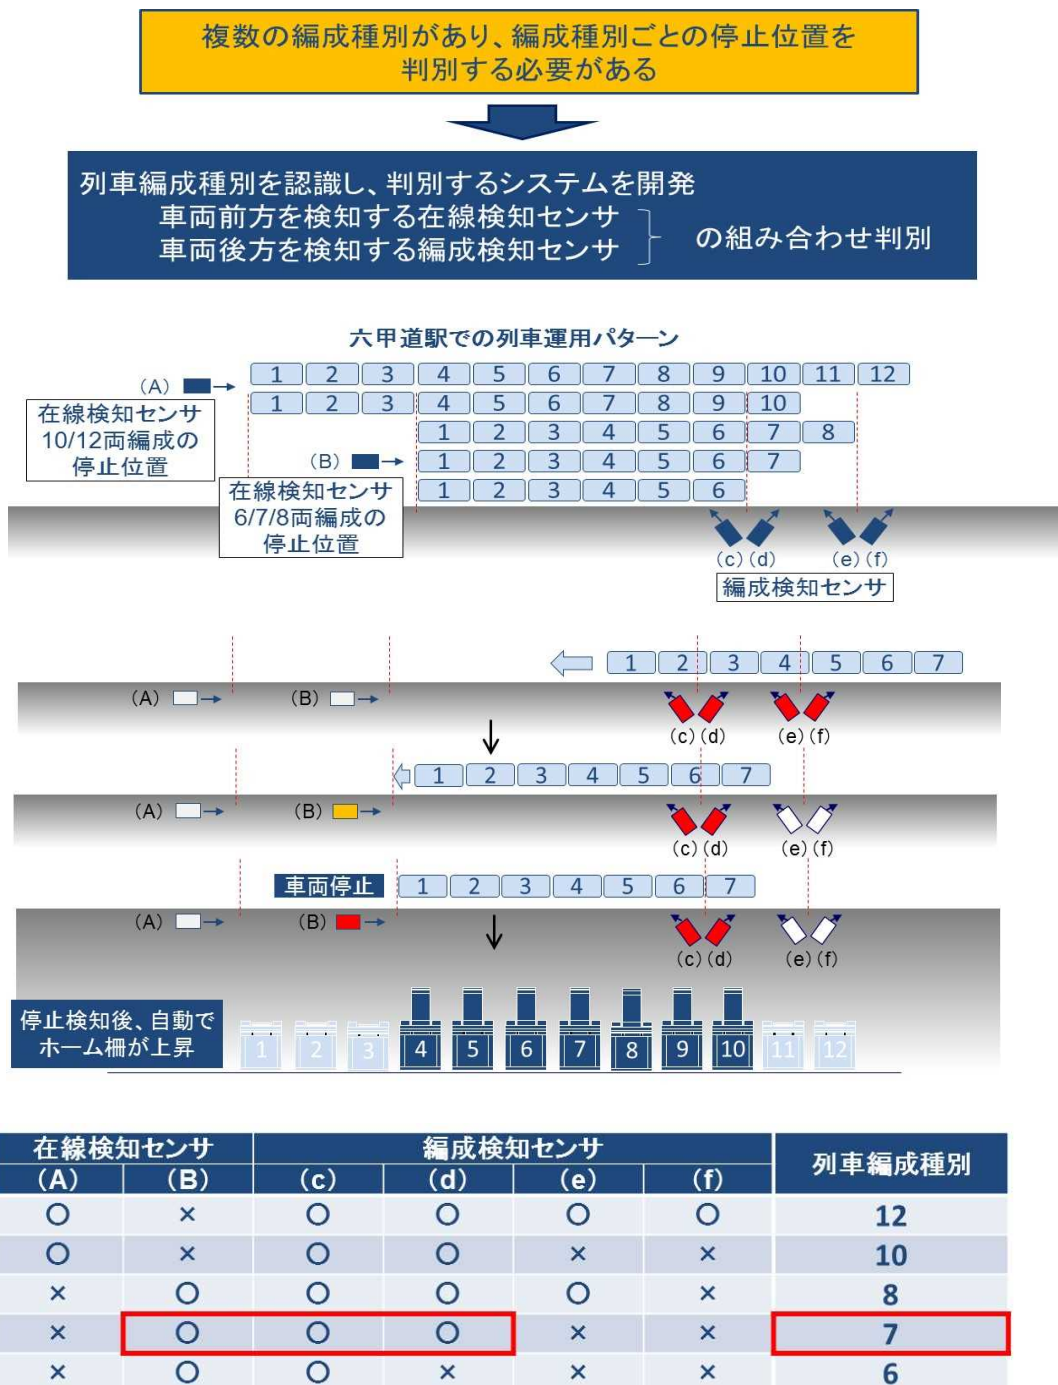 複数の編成種別があり、編成種別ごとの停止位置を
判別する必要がある
列車編成種別を認識し、判別するシステムを開発
車両前方を検知する在線検知センサ
車両後方を検知する編成検知センサ
の組み合わせ判別
六甲道駅での列車運用パターン
(A)
1 2 3 4 5 6 7 8 9 10 11 12
1 2 3 4 5 6 7 8 9 10
在線検知センサ
10/12両編成の
停止位置
1 2 3 4 5 6 7 8
(B)
1 2 3 4 5 6 7
1 2 3 4 5 6
在線検知センサ
6/7/8両編成の
停止位置
(c) (d) (e) (f)
編成検知センサ
1 2 3 4 5 6 7
(A) (B)
(c) (d) (e) (f)
1 2 3 4 5 6 7
(A) (B)
(c) (d) (e) (f)
車両停止
1 2 3 4 5 6 7
(A) (B)
(c) (d) (e) (f)
停止検知後、自動で
ホーム柵が上昇
1 2 3 4 5 6 7 8 9 10 11 12
在線検知センサ 編成検知センサ 列車編成種別
(A) (B) (c) (d) (e) (f)
○ × ○ ○ ○ ○ 12
○ × ○ ○ × × 10
× ○ ○ ○ ○ × 8
× ○ ○ ○ × × 7
× ○ ○ × × × 6